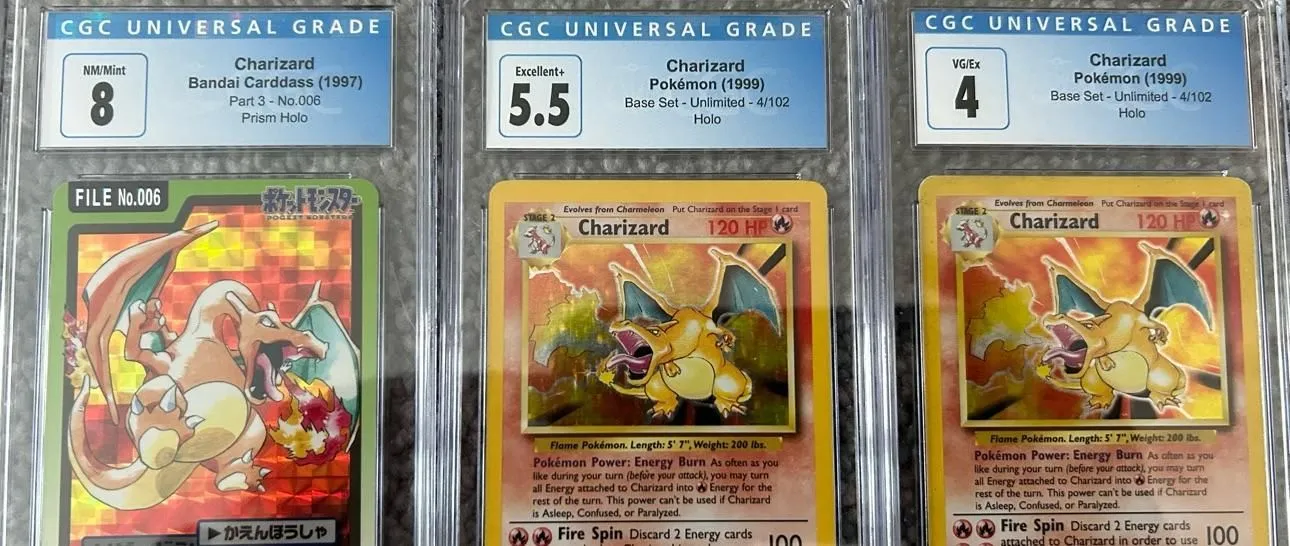 CGC UNIVERSAL GRADE
NM/Mint
8
Charizard
Bandai Carddass (1997)
Part 3 - No.006
Prism Holo
FILE No.006
ポケットモンスター
POCKET MONSTERS
▶かえんほうしゃ
CGC UNIVERSAL GRADE
Excellent+
5.5
Charizard
Pokémon (1999)
Base Set - Unlimited - 4/102
Holo
Evolves from Charmeleon Put Charizard on the Stage 1 card
STAGE 2
Charizard 120 HP
Flame Pokémon. Length: 5' 7", Weight: 200 lbs.
Pokémon Power: Energy Burn As often as you
like during your turn (before your attack), you may turn
all Energy attached to Charizard into Energy for the
rest of the turn. This power can't be used if Charizard
is Asleep, Confused, or Paralyzed.
Fire Spin Discard 2 Energy cards
100
CGC UNIVERSAL GRADE
VG/Ex
4
Charizard
Pokémon (1999)
Base Set - Unlimited - 4/102
Holo
Evolves from Charmeleon Put Charizard on the Stage 1 card
STAGE 2
Charizard 120 HP
Flame Pokémon. Length: 5' 7", Weight: 200 lbs.
Pokémon Power: Energy Burn As often as you
like during your turn (before your attack), you may turn
all Energy attached to Charizard into Energy for the
rest of the turn. This power can't be used if Charizard
is Asleep, Confused, or Paralyzed.
Fire Spin Discard 2 Energy cards
attached to Charizard in order to use
100